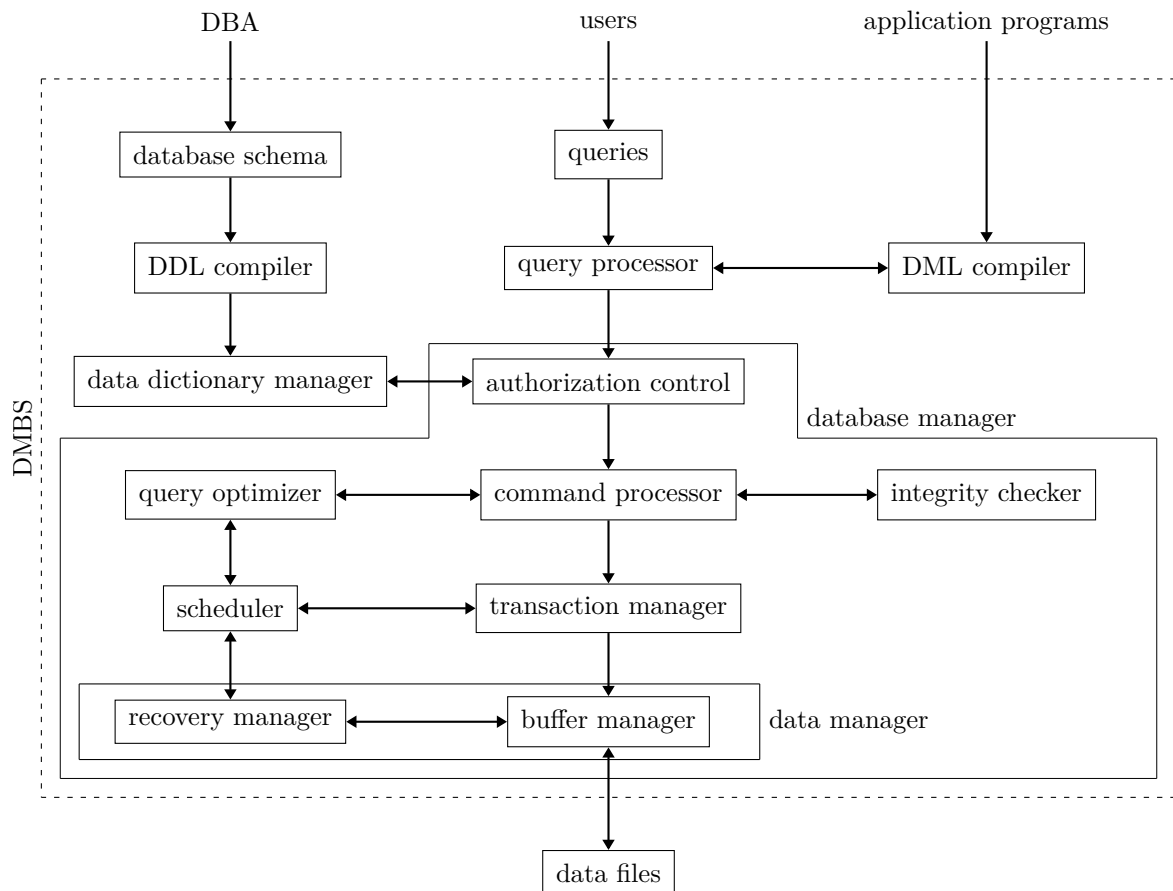 DBA
users
application programs
database schema
queries
DDL compiler
query processor
DML compiler
data dictionary manager
authorization control
database manager
DMBS
query optimizer
command processor
integrity checker
scheduler
transaction manager
recovery manager
buffer manager
data manager
data files